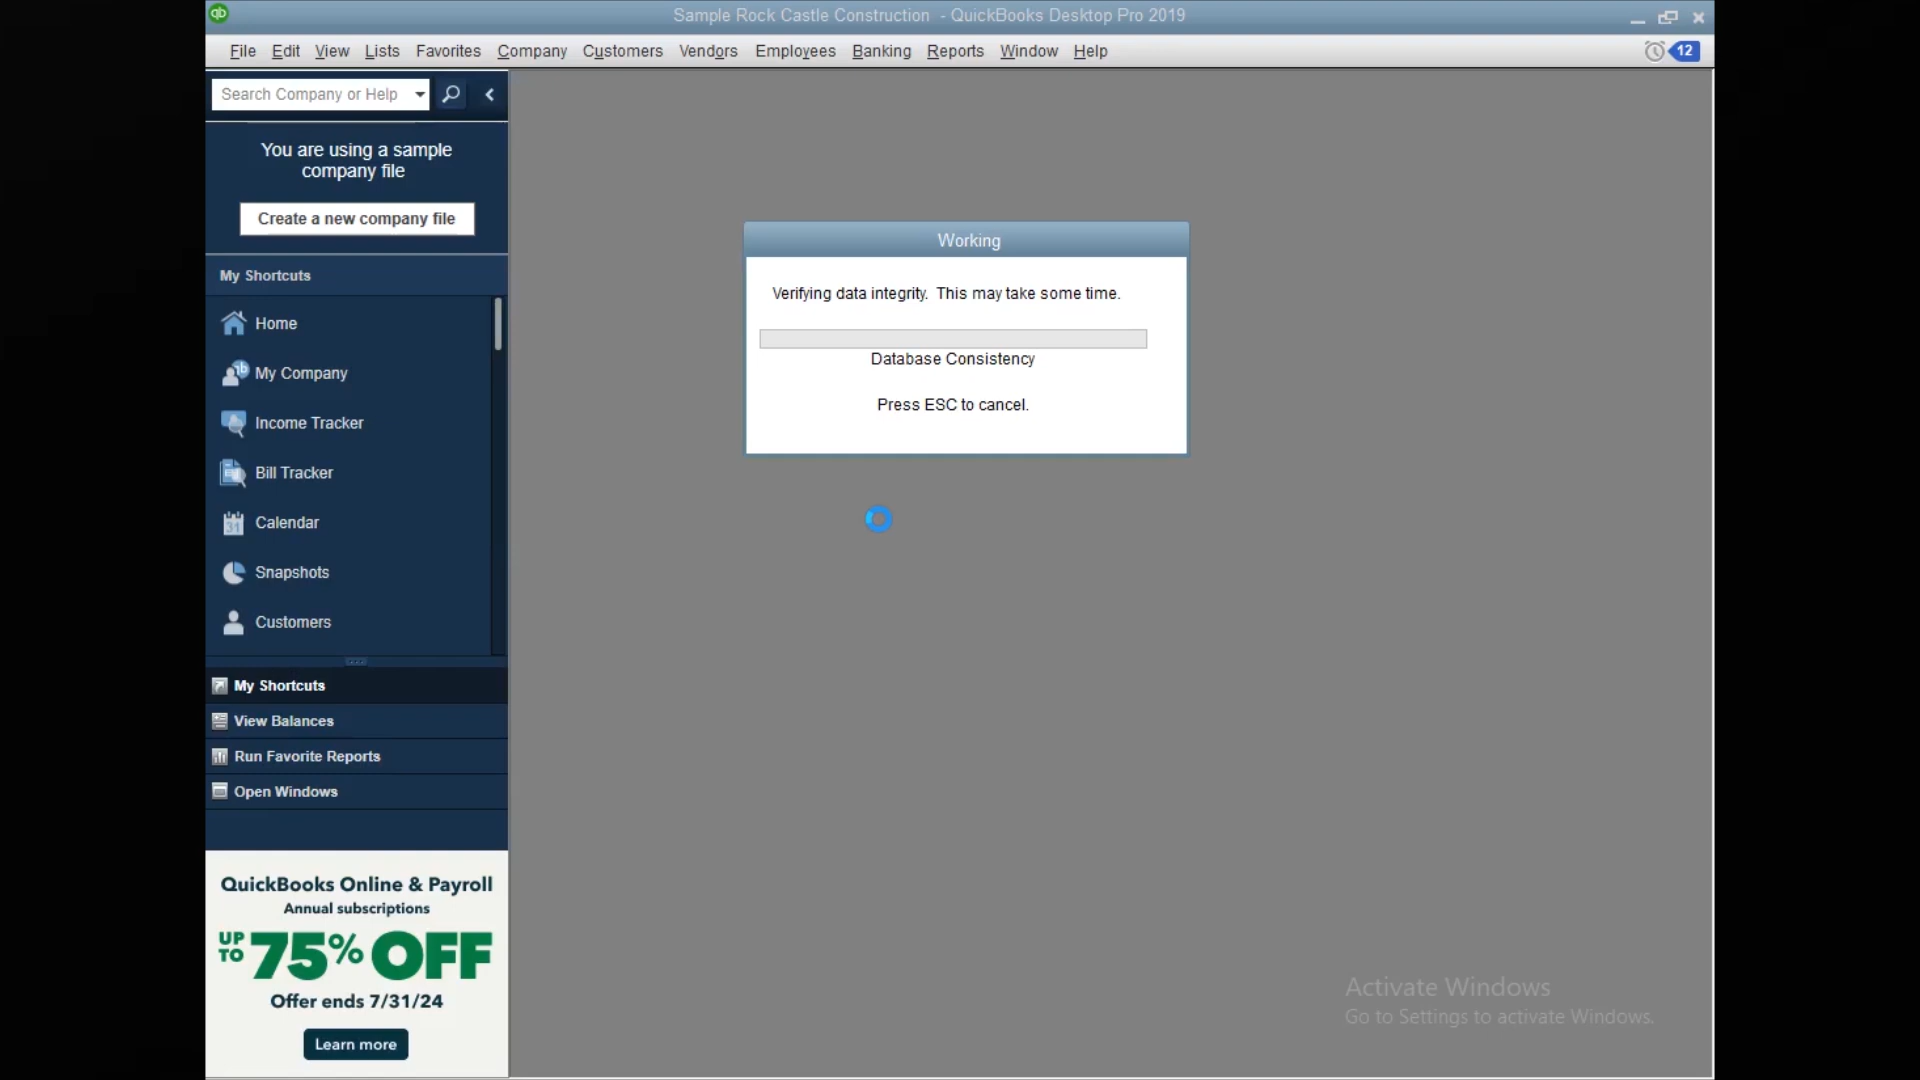 qb
Sample Rock Castle Construction - QuickBooks Desktop Pro 2019
File Edit View Lists Favorites Company Customers Vendors Employees Banking Reports Window Help
12
Search Company or Help
You are using a sample
company file
Create a new company file
My Shortcuts
Home
My Company
Income Tracker
Bill Tracker
31
Calendar
Snapshots
Customers
My Shortcuts
View Balances
Run Favorite Reports
Open Windows
QuickBooks Online & Payroll
Annual subscriptions
UP TO 75% OFF
Offer ends 7/31/24
Learn more
Working
Verifying data integrity. This may take some time.
Database Consistency
Press ESC to cancel.
Activate Windows
Go to Settings to activate Windows.